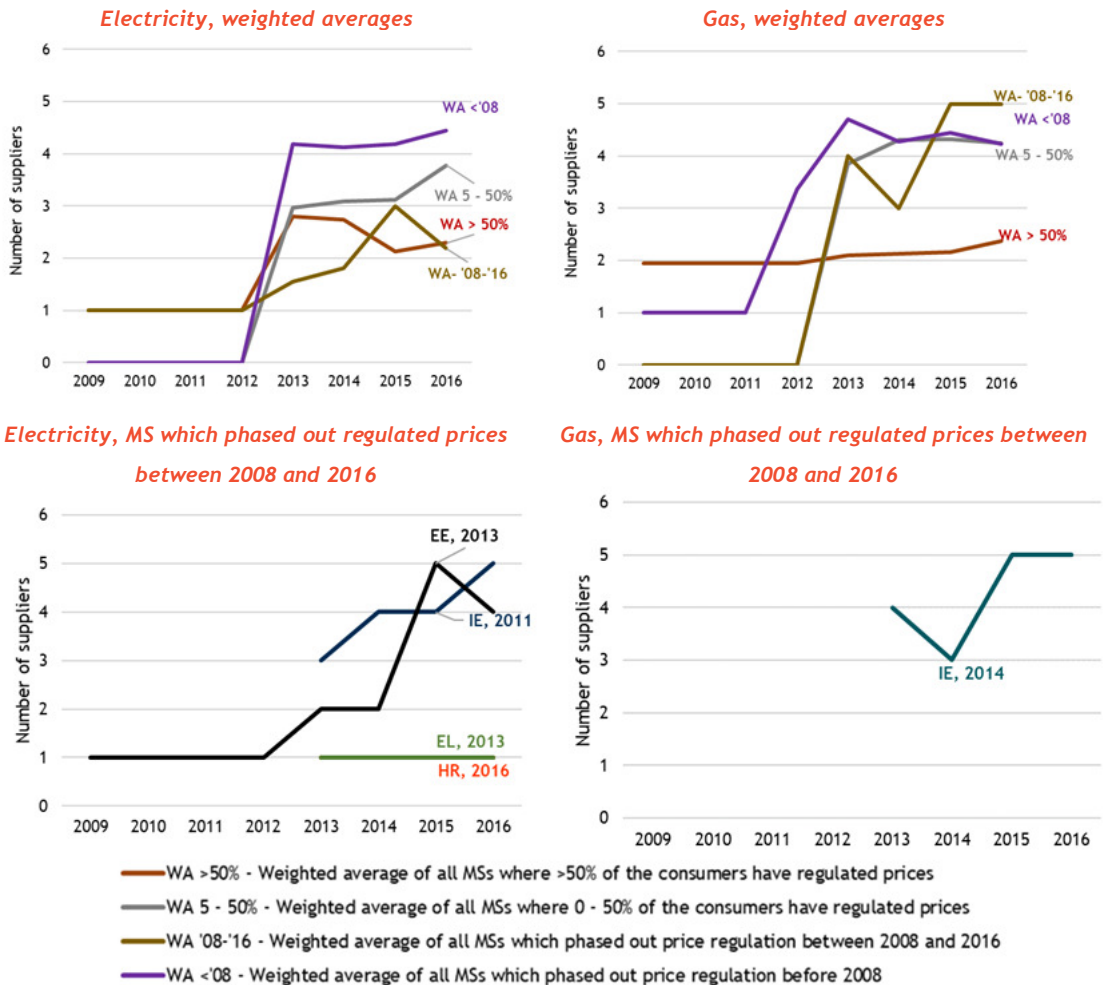 Electricity, weighted averages
Number of suppliers
6
5
4
3
2
1
0
WA <'08
WA 5 - 50%
WA > 50%
WA- '08-'16
2009 2010 2011 2012 2013 2014 2015 2016
Gas, weighted averages
Number of suppliers
6
5
4
3
2
1
0
WA- '08-'16
WA <'08
WA 5 - 50%
WA > 50%
2009 2010 2011 2012 2013 2014 2015 2016
Electricity, MS which phased out regulated prices
between 2008 and 2016
Number of suppliers
6
5
4
3
2
1
0
EE, 2013
IE, 2011
EL, 2013
HR, 2016
2009 2010 2011 2012 2013 2014 2015 2016
Gas, MS which phased out regulated prices between
2008 and 2016
Number of suppliers
6
5
4
3
2
1
0
IE, 2014
2009 2010 2011 2012 2013 2014 2015 2016
WA >50% - Weighted average of all MSs where >50% of the consumers have regulated prices
WA 5 - 50% - Weighted average of all MSs where 0 - 50% of the consumers have regulated prices
WA '08-'16 - Weighted average of all MSs which phased out price regulation between 2008 and 2016
WA <'08 - Weighted average of all MSs which phased out price regulation before 2008